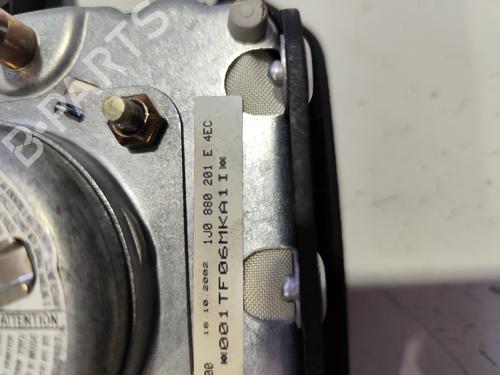 1J0 880 201 E 4EC
18.10.2002
*001TF06MKA1I*
ATTENTION
B-PARTS